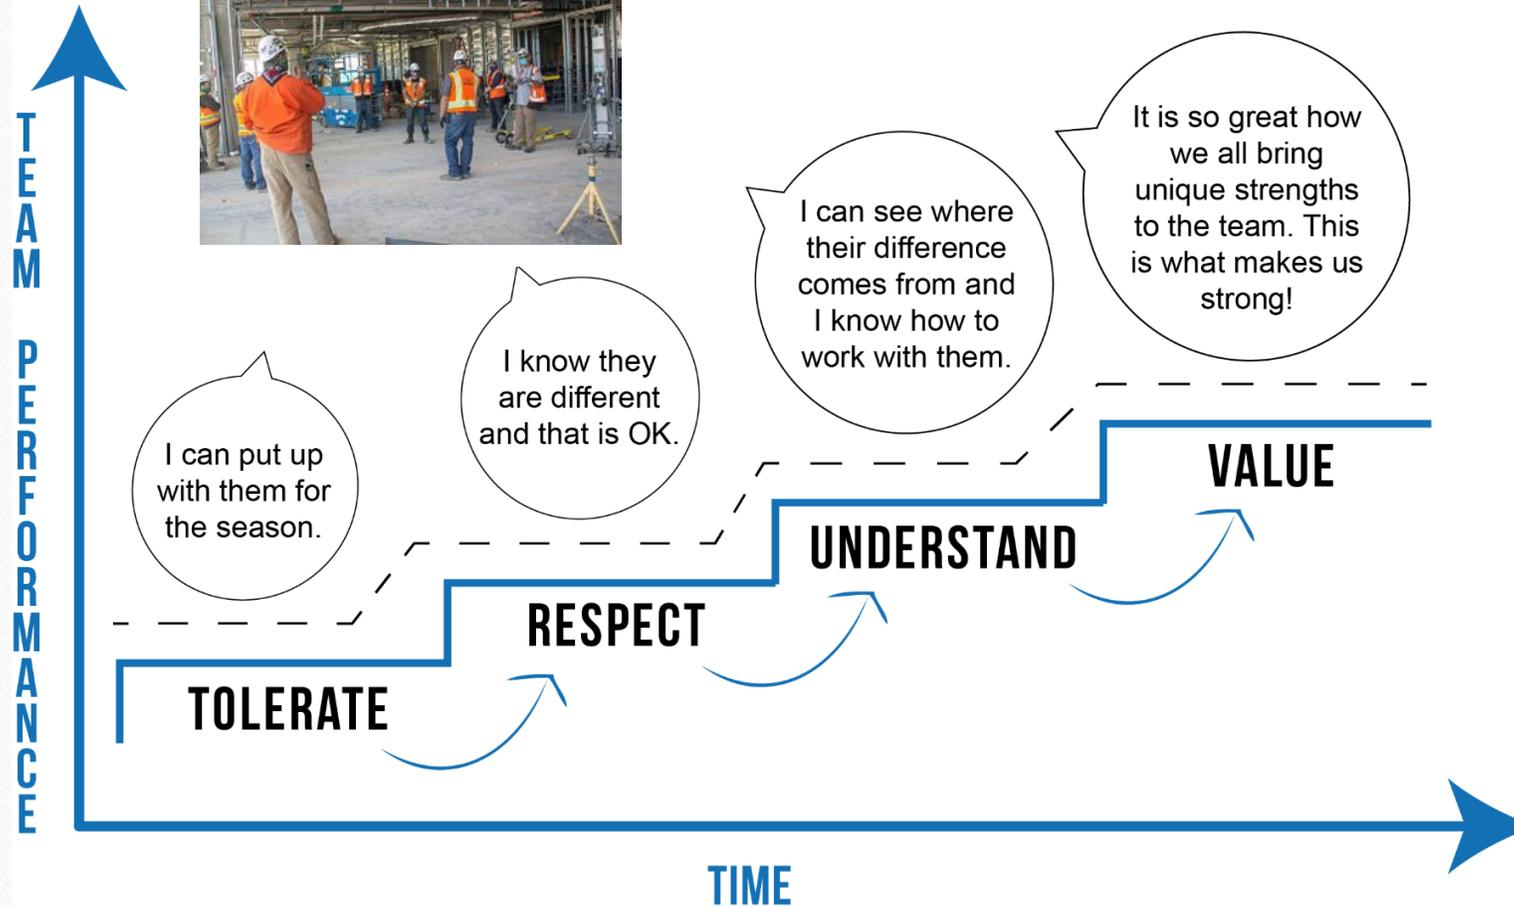 TEAM PERFORMANCE
It is so great how
we all bring
unique strengths
to the team. This
is what makes us
strong!
I can see where
their difference
comes from and
I know how to
work with them.
I know they
are different
and that is OK.
I can put up
with them for
the season.
VALUE
UNDERSTAND
RESPECT
TOLERATE
TIME